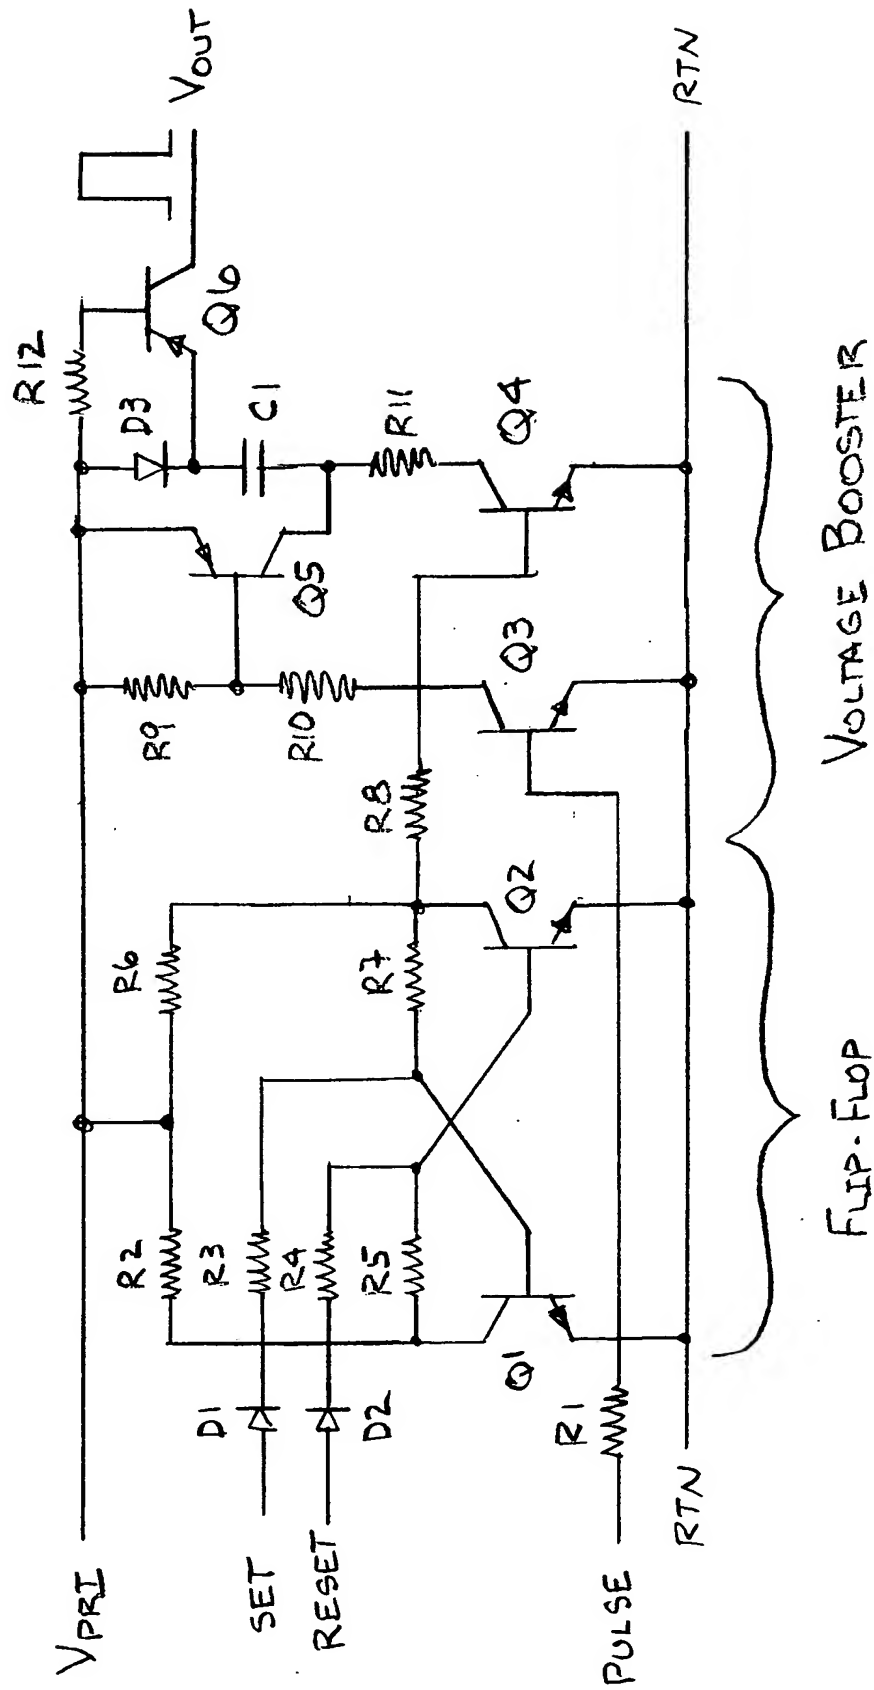 VPRI
SET
RESET
PULSE
RTN
D1
D2
R1
R2
R3
R4
R5
Q1
R6
R7
Q2
R8
R9
R10
Q3
Q5
Q4
R11
C1
D3
R12
Q6
VOUT
RTN
FLIP-FLOP
VOLTAGE BOOSTER